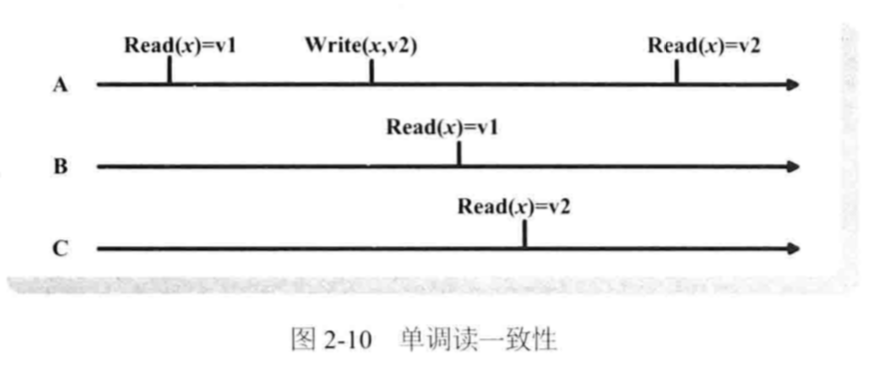 Read(x)=v1 Write(x,v2) Read(x)=v2
A
Read(x)=v1
B
Read(x)=v2
C
图 2-10 单调读一致性